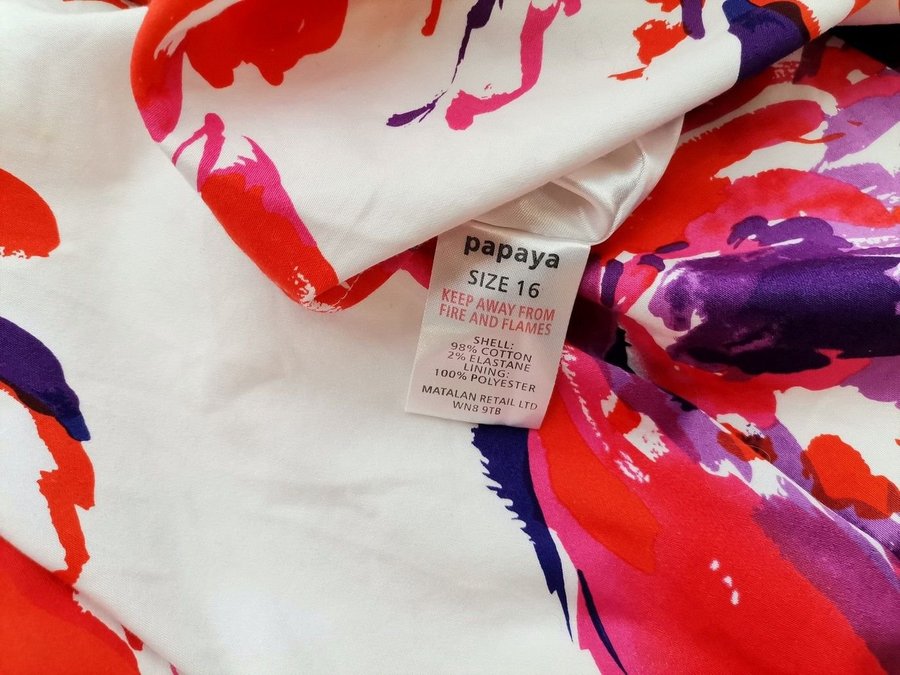 papaya
SIZE 16
KEEP AWAY FROM
FIRE AND FLAMES
SHELL:
98% COTTON
2% ELASTANE
LINING:
100% POLYESTER
MATALAN RETAIL LTD
WN8 9TB